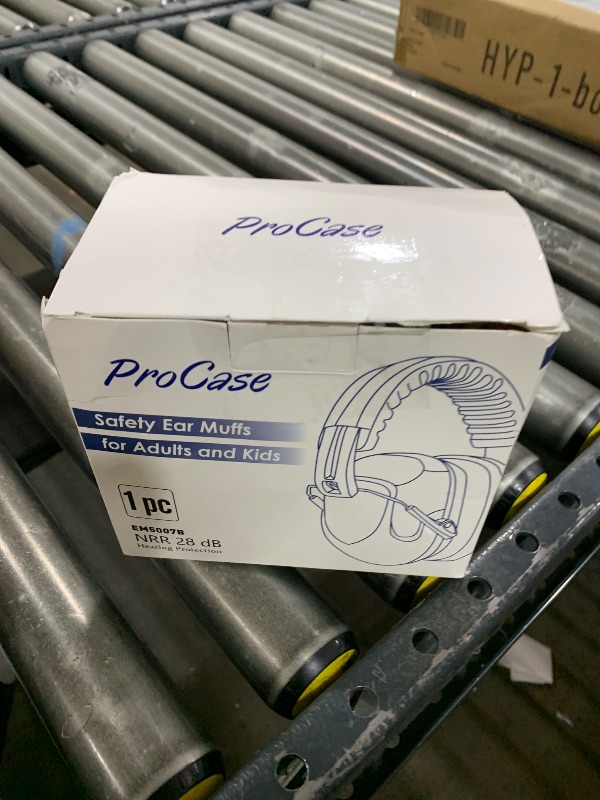 HYP-1-bo
ProCase
ProCase
Safety Ear Muffs
for Adults and Kids
1 pc
EM5007B
NRR 28 dB
Hearing Protection